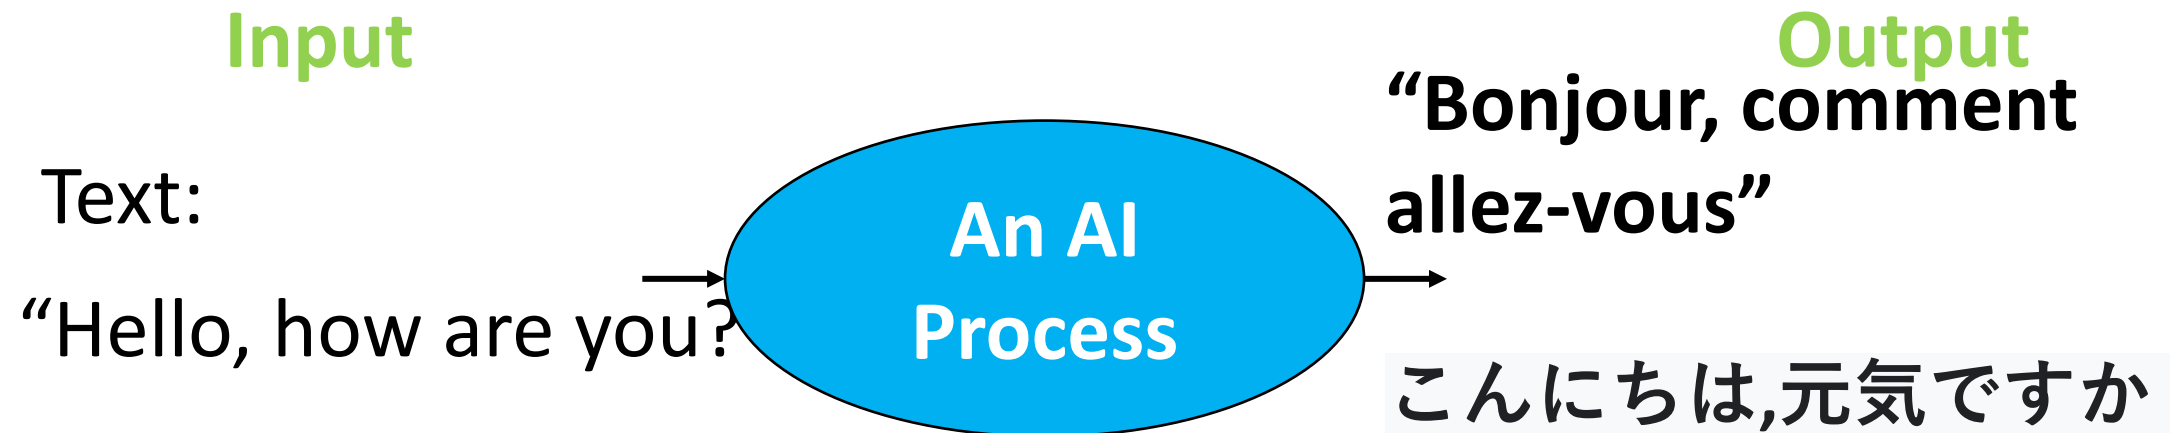 Input
Output
Text:
“Hello, how are you?
An AI
Process
“Bonjour, comment
allez-vous”
こんにちは,元気ですか